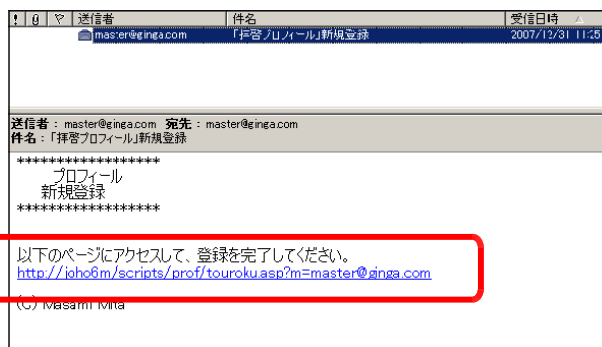 ! 0 送信者 件名 受信日時
master@ginga.com 「拝啓プロフィール」新規登録 2007/12/31 11:25
送信者： master@ginga.com 宛先： master@ginga.com
件名：「拝啓プロフィール」新規登録
******************
プロフィール
新規登録
******************
以下のページにアクセスして、登録を完了してください。
http://joho6m/scripts/prof/touroku.asp?m=master@ginga.com
(C) Masami Mita